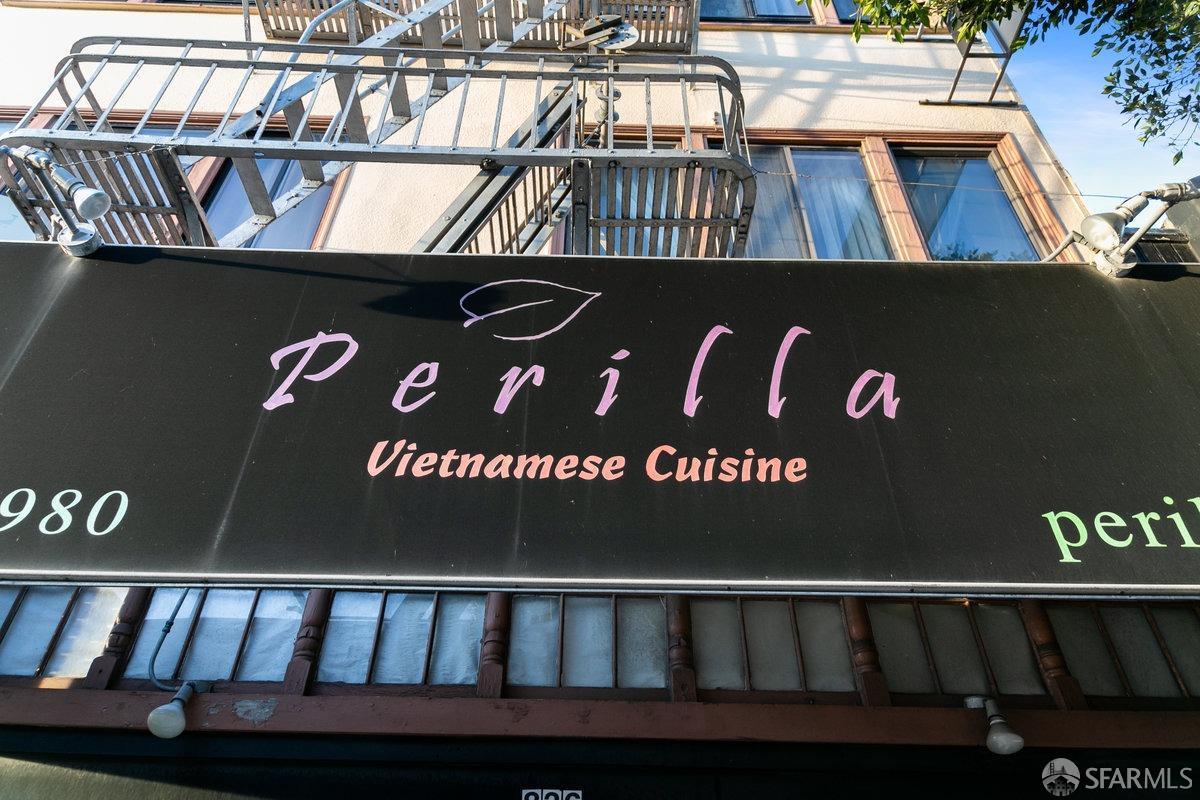 Perilla
Vietnamese Cuisine
980
peril
SFARMLS